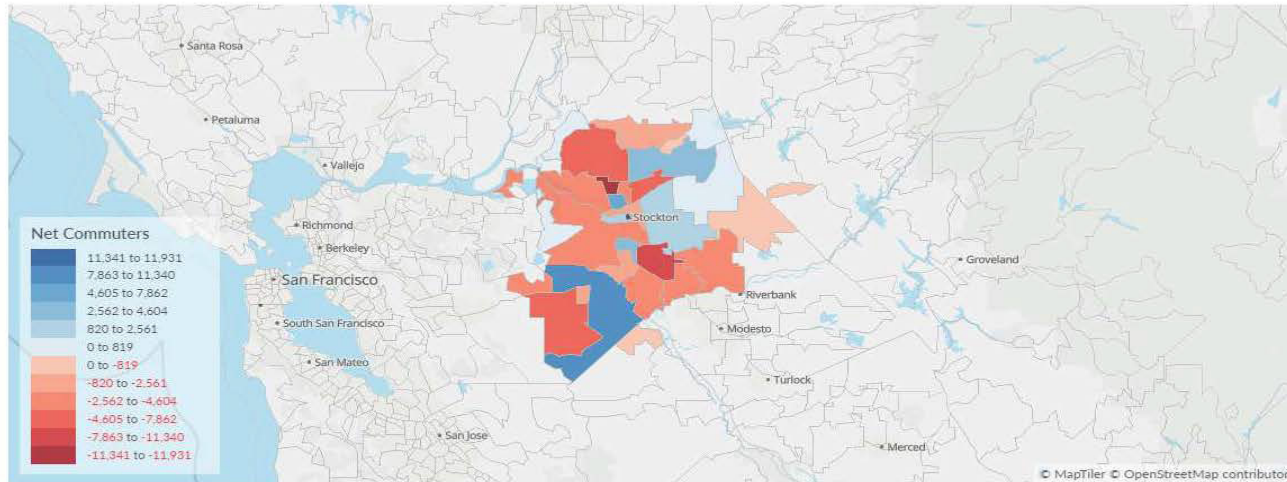 Santa Rosa
Petaluma
Vallejo
Richmond
Berkeley
San Francisco
South San Francisco
San Mateo
San Jose
Stockton
Riverbank
Modesto
Turlock
Merced
Groveland
Net Commuters
11,341 to 11,931
7,863 to 11,340
4,605 to 7,862
2,562 to 4,604
820 to 2,561
0 to 819
0 to -819
-820 to -2.561
-2.562 to -4,604
-4.605 to -7,862
-7.863 to -11,340
-11,341 to -11,931
© MapTiler © OpenStreetMap contributor